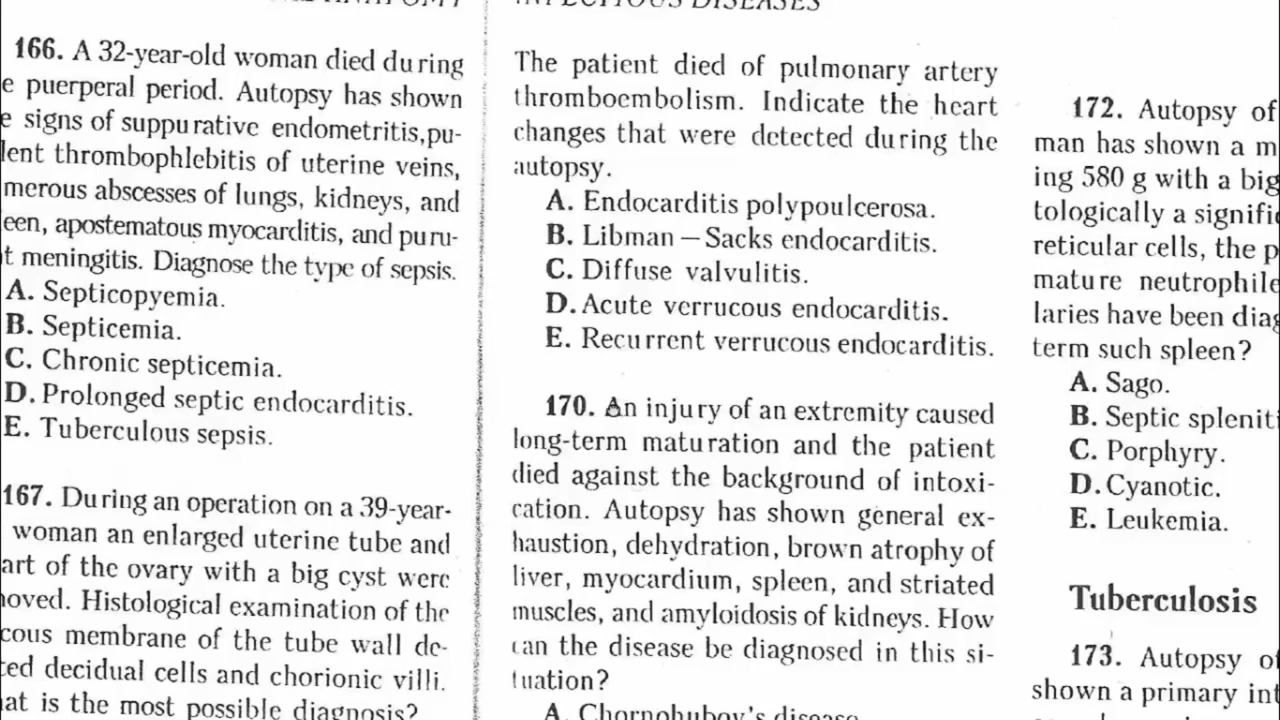 INFECTIOUS DISEASES
166. A 32-year-old woman died during
e puerperal period. Autopsy has shown
e signs of suppurative endometritis,pu-
lent thrombophlebitis of uterine veins,
merous abscesses of lungs, kidneys, and
een, apostematous myocarditis, and puru-
t meningitis. Diagnose the type of sepsis.
A. Septicopyemia.
B. Septicemia.
C. Chronic septicemia.
D. Prolonged septic endocarditis.
E. Tuberculous sepsis.
167. During an operation on a 39-year-
woman an enlarged uterine tube and
art of the ovary with a big cyst were
oved. Histological examination of the
cous membrane of the tube wall de-
ted decidual cells and chorionic villi.
at is the most possible diagnosis?
The patient died of pulmonary artery
thromboembolism. Indicate the heart
changes that were detected during the
autopsy.
A. Endocarditis polypoulcerosa.
B. Libman – Sacks endocarditis.
C. Diffuse valvulitis.
D. Acute verrucous endocarditis.
E. Recurrent verrucous endocarditis.
170. An injury of an extremity caused
long-term maturation and the patient
died against the background of intoxi-
cation. Autopsy has shown general ex-
haustion, dehydration, brown atrophy of
liver, myocardium, spleen, and striated
muscles, and amyloidosis of kidneys. How
can the disease be diagnosed in this si-
tuation?
A. Chornohubov's disease
172. Autopsy of
man has shown a m
ing 580 g with a big
tologically a signific
reticular cells, the p
mature neutrophile
laries have been diag
term such spleen?
A. Sago.
B. Septic spleniti
C. Porphyry.
D. Cyanotic.
E. Leukemia.
Tuberculosis
173. Autopsy of
shown a primary int